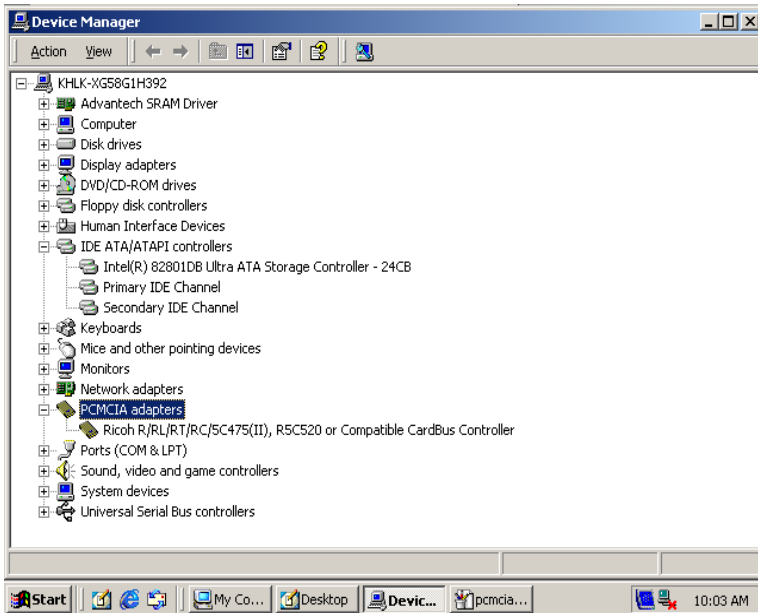 Device Manager
Action View
KHLK-XG58G1H392
Advantech SRAM Driver
Computer
Disk drives
Display adapters
DVD/CD-ROM drives
Floppy disk controllers
Human Interface Devices
IDE ATA/ATAPI controllers
Intel(R) 82801DB Ultra ATA Storage Controller - 24CB
Primary IDE Channel
Secondary IDE Channel
Keyboards
Mice and other pointing devices
Monitors
Network adapters
PCMCIA adapters
Ricoh R/RL/RT/RC/5C475(II), R5C520 or Compatible CardBus Controller
Ports (COM & LPT)
Sound, video and game controllers
System devices
Universal Serial Bus controllers
Start My Co... Desktop Devic... pcmcia... 10:03 AM